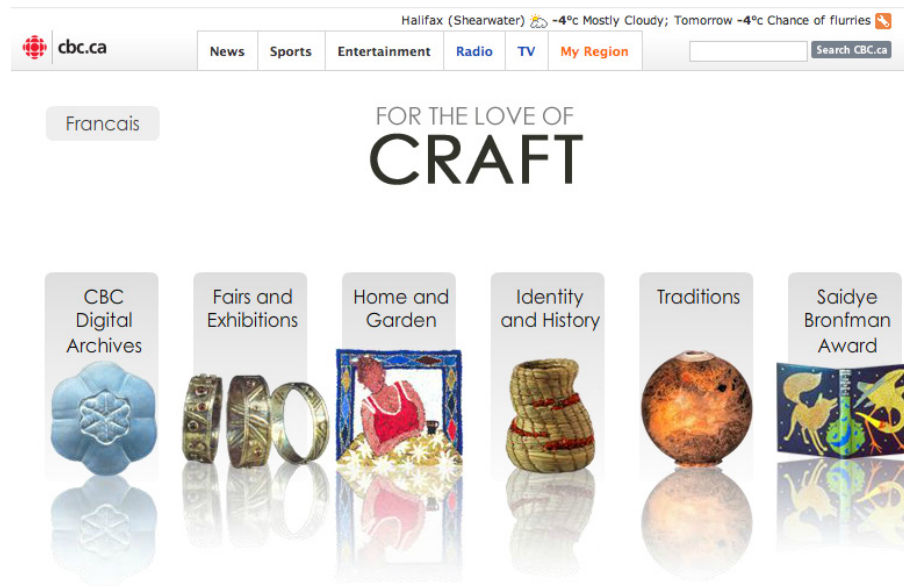 Halifax (Shearwater) -4°c Mostly Cloudy; Tomorrow -4°c Chance of flurries
cbc.ca
News Sports Entertainment Radio TV My Region
Search CBC.ca
Francais
FOR THE LOVE OF
CRAFT
CBC
Digital
Archives
Fairs and
Exhibitions
Home and
Garden
Identity
and History
Traditions
Saidye
Bronfman
Award